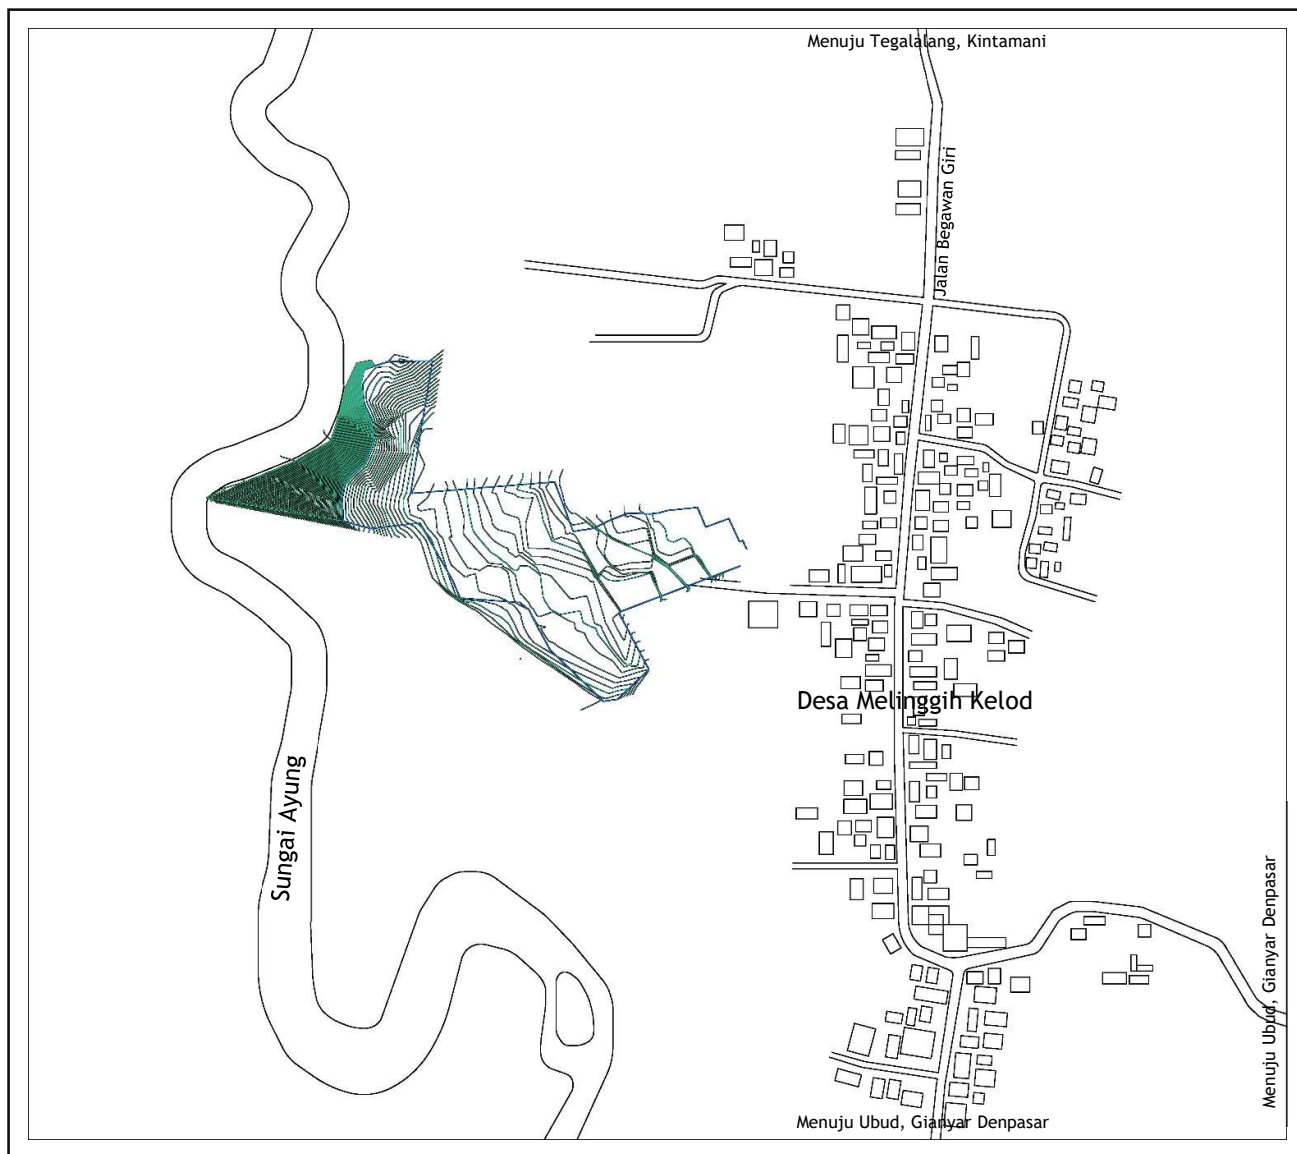 Menuju Tegalalang, Kintamani
Jalan Begawan Giri
Desa Melinggih Kelod
Sungai Ayung
Menuju Ubud, Gianyar Denpasar
Menuju Ubud, Gianyar Denpasar